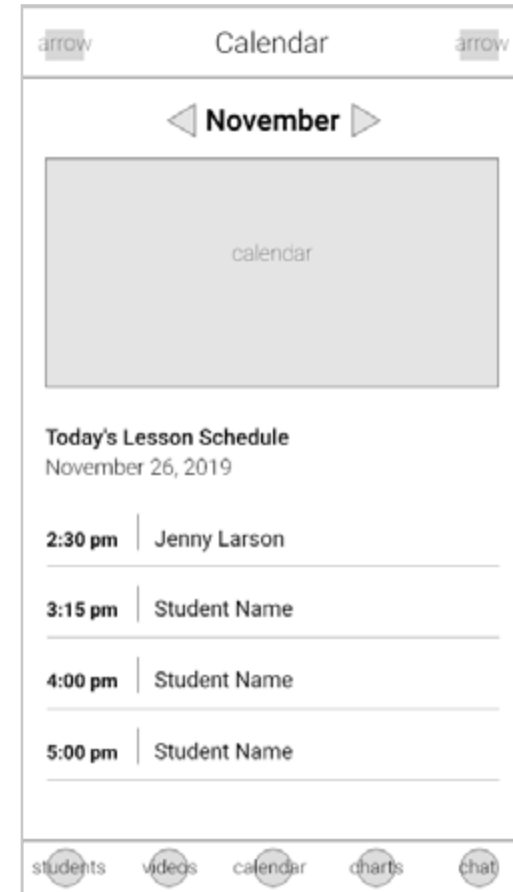 arrow Calendar arrow
November
calendar
Today's Lesson Schedule
November 26, 2019
2:30 pm Jenny Larson
3:15 pm Student Name
4:00 pm Student Name
5:00 pm Student Name
students videos calendar charts chat